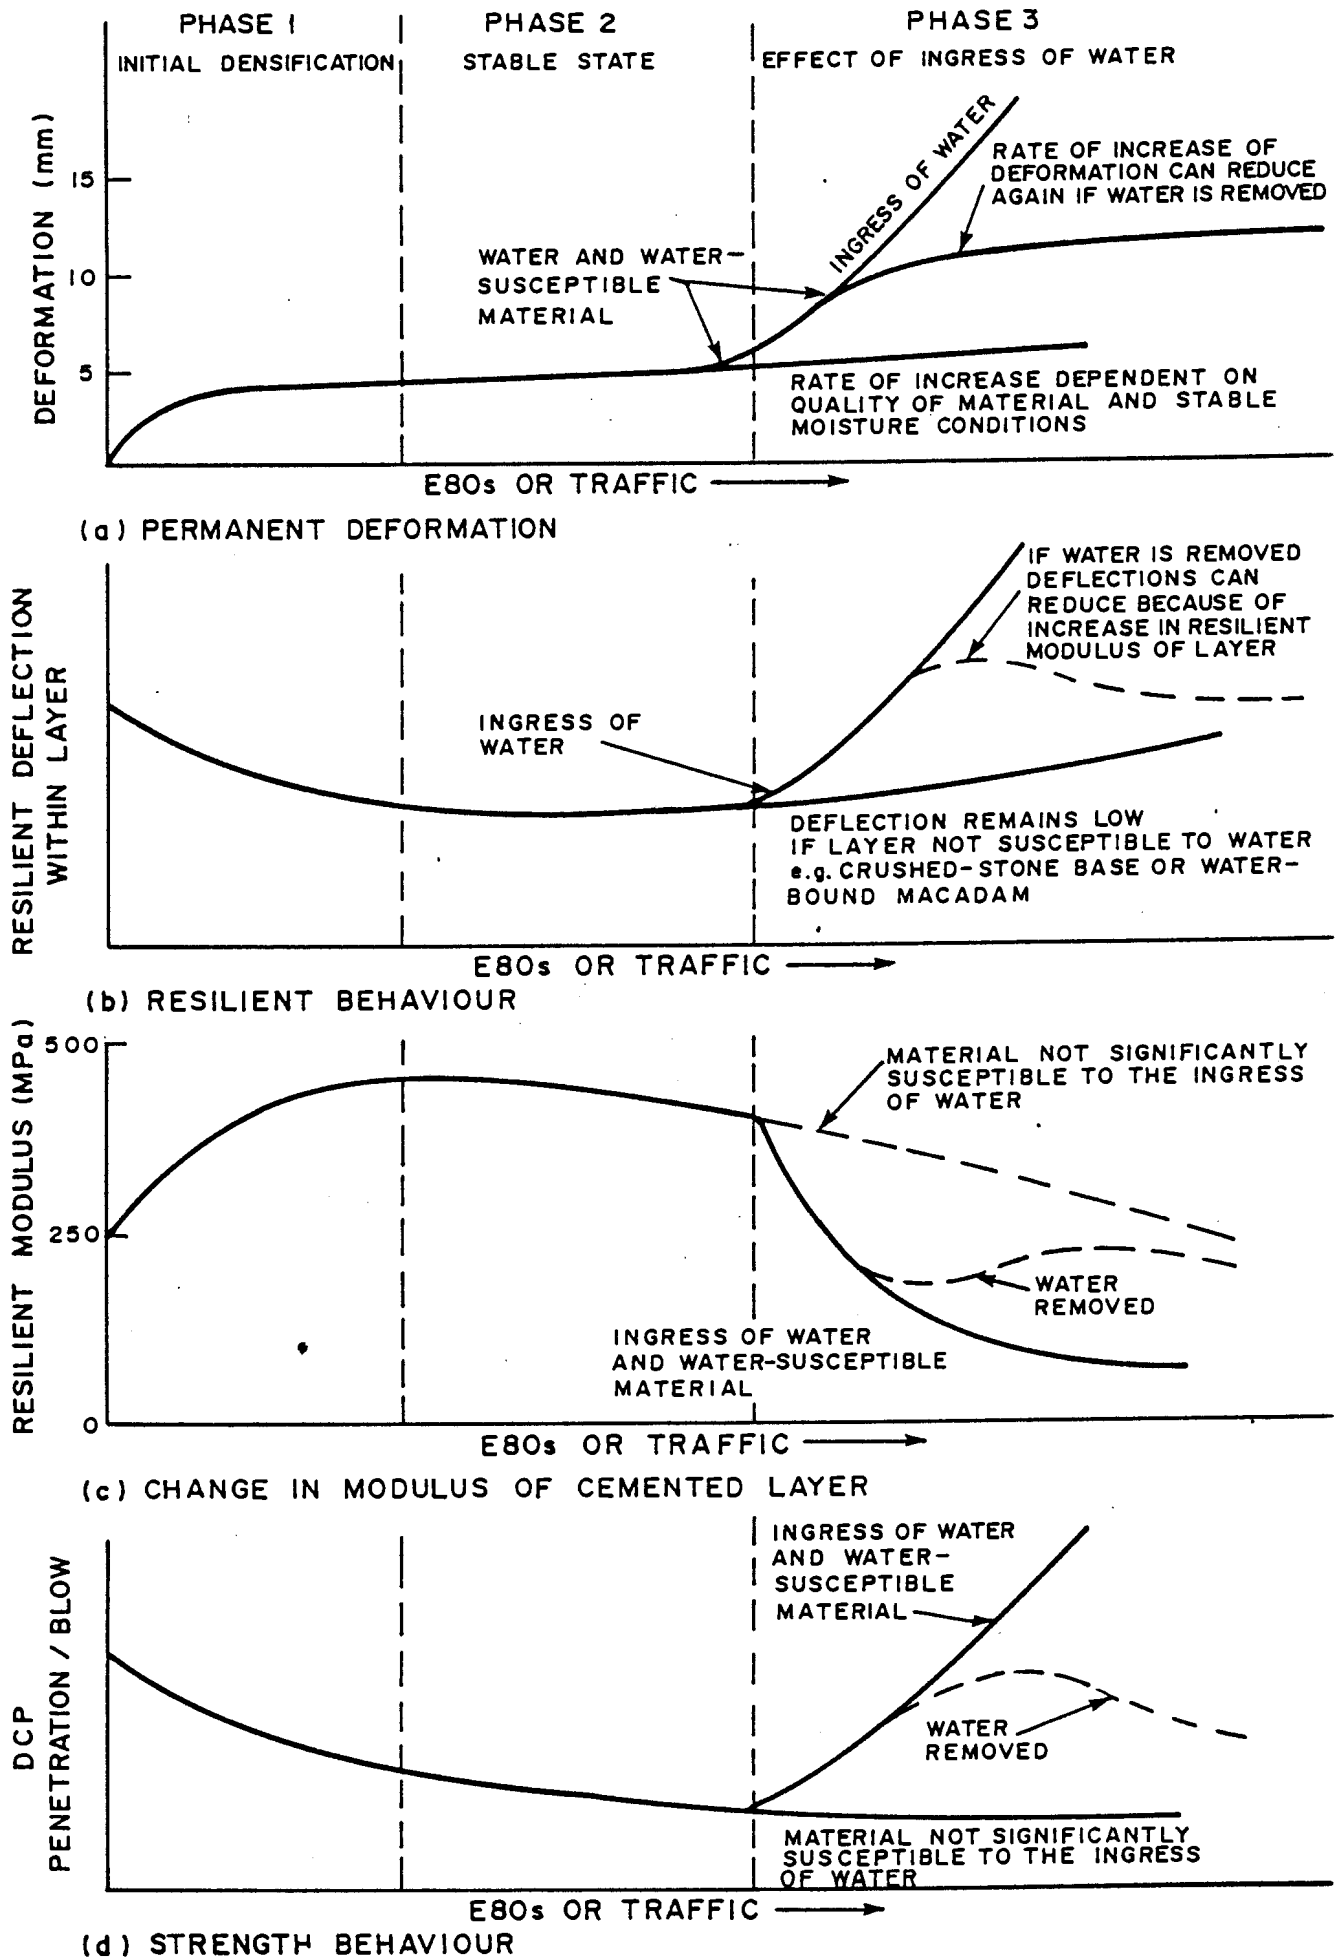 PHASE 1
PHASE 2
PHASE 3
INITIAL DENSIFICATION
STABLE STATE
EFFECT OF INGRESS OF WATER
DEFORMATION (mm)
15
10
5
INGRESS OF WATER
RATE OF INCREASE OF
DEFORMATION CAN REDUCE
AGAIN IF WATER IS REMOVED
WATER AND WATER-
SUSCEPTIBLE
MATERIAL
RATE OF INCREASE DEPENDENT ON
QUALITY OF MATERIAL AND STABLE
MOISTURE CONDITIONS
E80s OR TRAFFIC
(a) PERMANENT DEFORMATION
RESILIENT DEFLECTION
WITHIN LAYER
IF WATER IS REMOVED
DEFLECTIONS CAN
REDUCE BECAUSE OF
INCREASE IN RESILIENT
MODULUS OF LAYER
INGRESS OF
WATER
DEFLECTION REMAINS LOW
IF LAYER NOT SUSCEPTIBLE TO WATER
e.g. CRUSHED-STONE BASE OR WATER-
BOUND MACADAM
E80s OR TRAFFIC
(b) RESILIENT BEHAVIOUR
RESILIENT MODULUS (MPa)
500
250
0
MATERIAL NOT SIGNIFICANTLY
SUSCEPTIBLE TO THE INGRESS
OF WATER
WATER
REMOVED
INGRESS OF WATER
AND WATER-SUSCEPTIBLE
MATERIAL
E80s OR TRAFFIC
(c) CHANGE IN MODULUS OF CEMENTED LAYER
DCP
PENETRATION / BLOW
INGRESS OF WATER
AND WATER-
SUSCEPTIBLE
MATERIAL
WATER
REMOVED
MATERIAL NOT SIGNIFICANTLY
SUSCEPTIBLE TO THE INGRESS
OF WATER
E80s OR TRAFFIC
(d) STRENGTH BEHAVIOUR